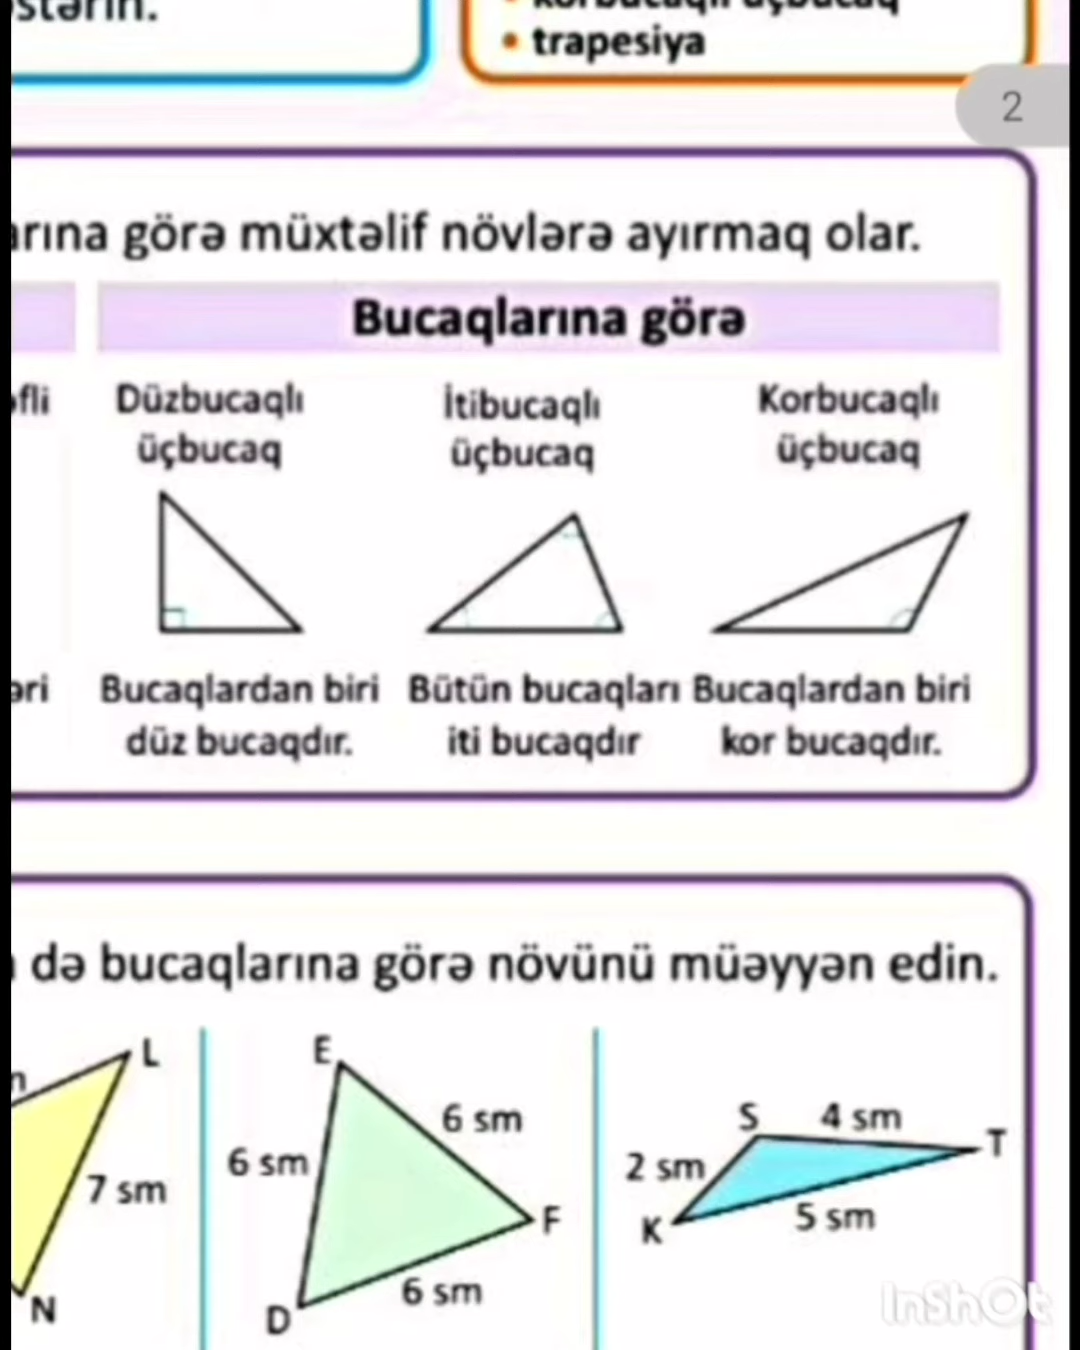 üçbucaq
• trapesiya
2
görə müxtəlif növlərə ayırmaq olar.
Bucaqlarına görə
Düzbucaqlı
üçbucaq
İtibucaqlı
üçbucaq
Korbucaqlı
üçbucaq
Bucaqlardan biri
düz bucaqdır.
Bütün bucaqları
iti bucaqdır
Bucaqlardan biri
kor bucaqdır.
də bucaqlarına görə növünü müəyyən edin.
L
7 sm
N
E
6 sm
6 sm
F
6 sm
D
S
4 sm
T
2 sm
K
5 sm
InShOt